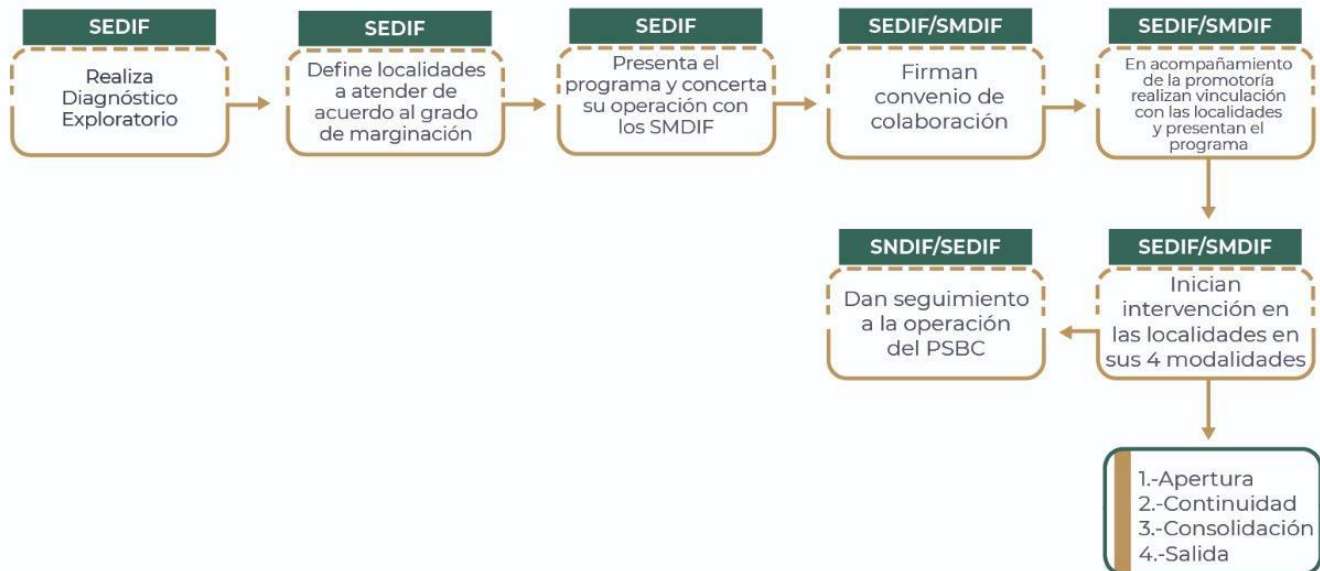 SEDIF
Realiza
Diagnóstico
Exploratorio
SEDIF
Define localidades
a atender de
acuerdo al grado
de marginación
SEDIF
Presenta el
programa y concerta
su operación con
los SMDIF
SEDIF/SMDIF
Firman
convenio de
colaboración
SEDIF/SMDIF
En acompañamiento
de la promotoría
realizan vinculación
con las localidades
y presentan el
programa
SEDIF/SMDIF
Inician
intervención en
las localidades en
sus 4 modalidades
SNDIF/SEDIF
Dan seguimiento
a la operación
del PSBC
1.-Apertura
2.-Continuidad
3.-Consolidación
4.-Salida